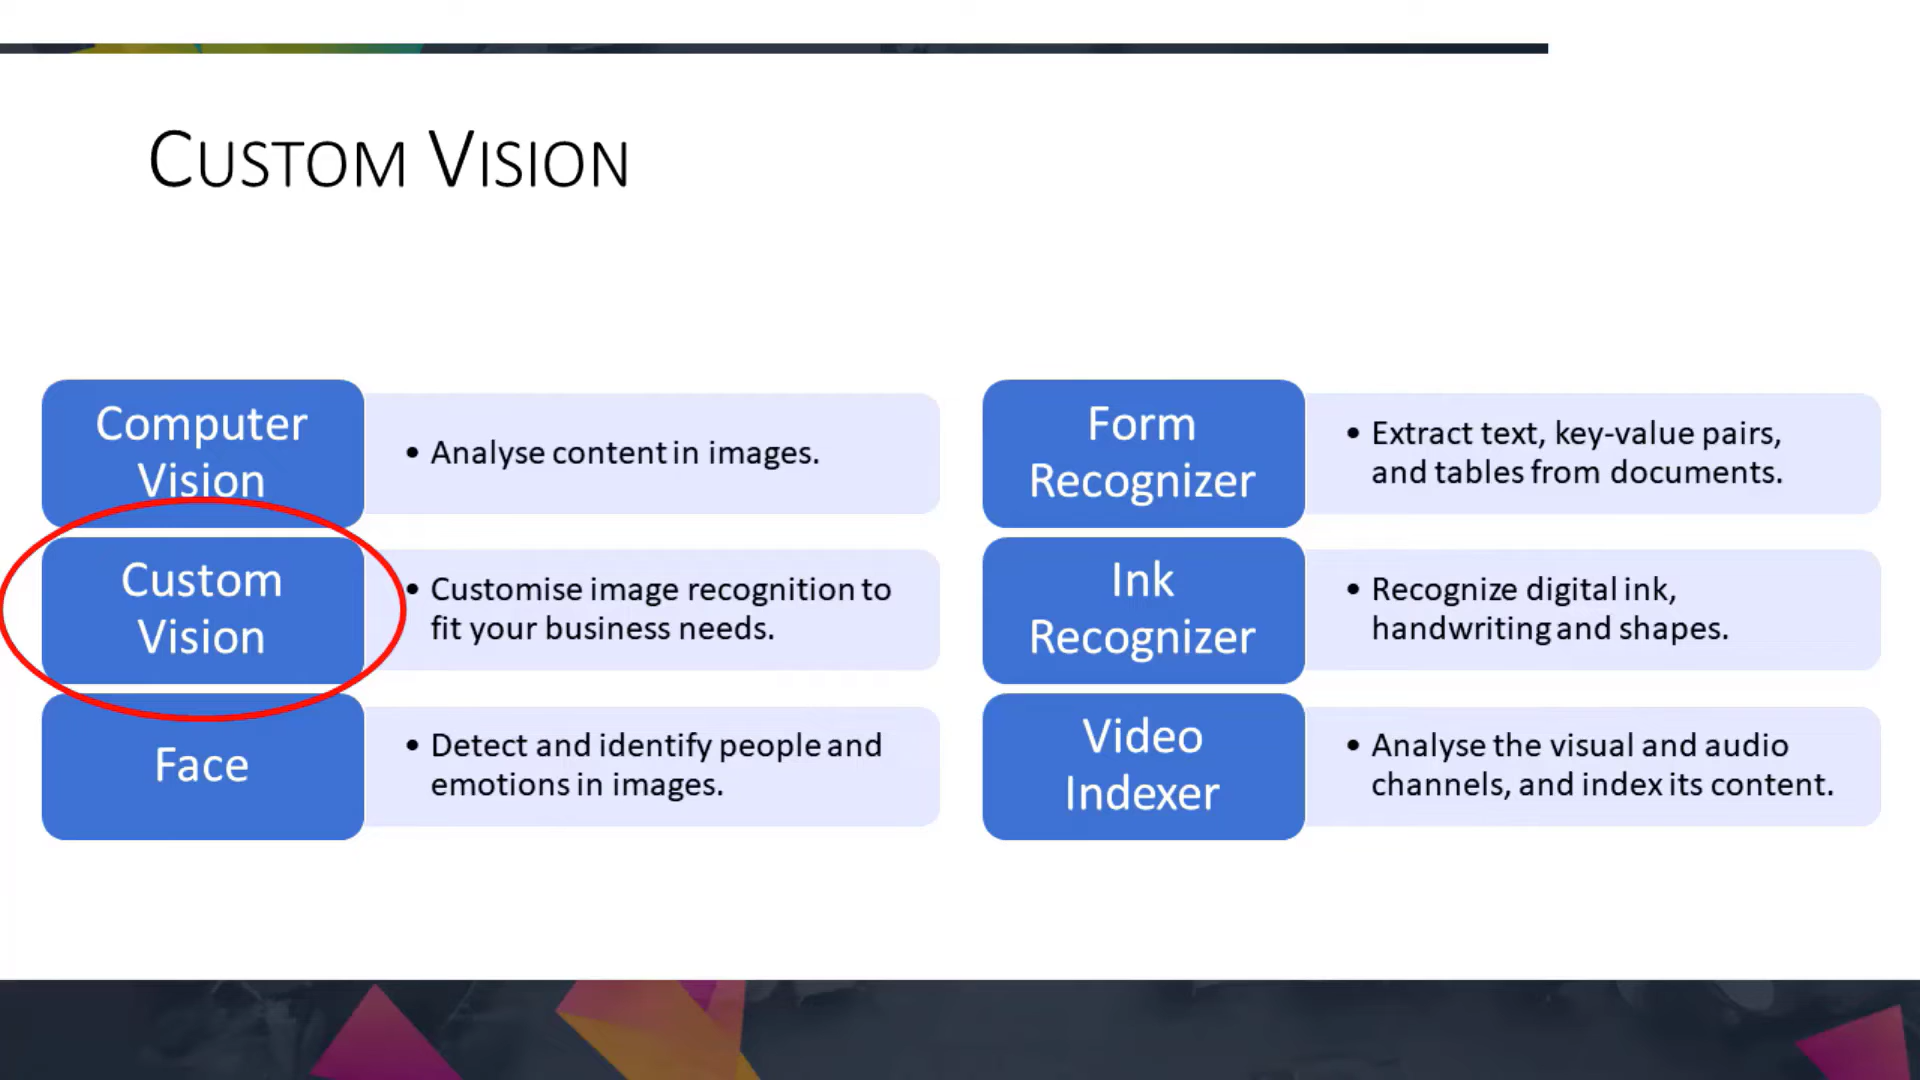 CUSTOM VISION
Computer
Vision
• Analyse content in images.
Custom
Vision
• Customise image recognition to
fit your business needs.
Face
• Detect and identify people and
emotions in images.
Form
Recognizer
• Extract text, key-value pairs,
and tables from documents.
Ink
Recognizer
• Recognize digital ink,
handwriting and shapes.
Video
Indexer
• Analyse the visual and audio
channels, and index its content.